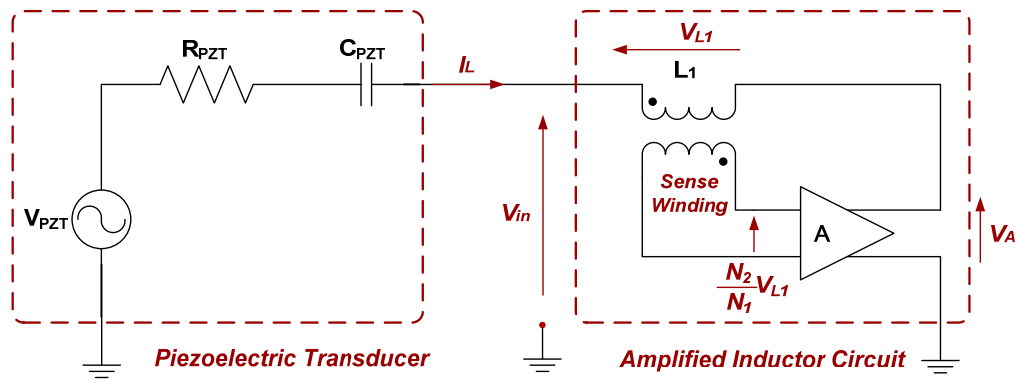 R_PZT
C_PZT
I_L
V_L1
L₁
V_PZT
V_in
Sense
Winding
A
V_A
N₂/N₁ V_L1
Piezoelectric Transducer
Amplified Inductor Circuit